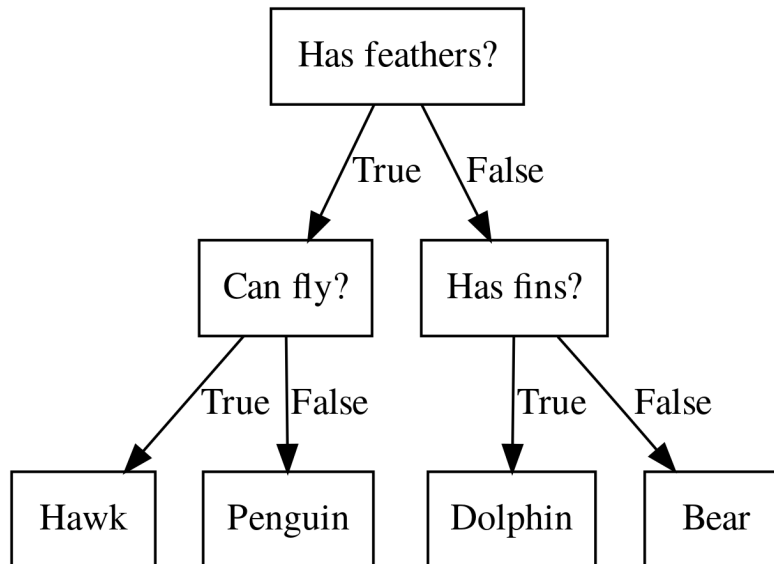 Has feathers?
True
False
Can fly?
Has fins?
True
False
True
False
Hawk
Penguin
Dolphin
Bear